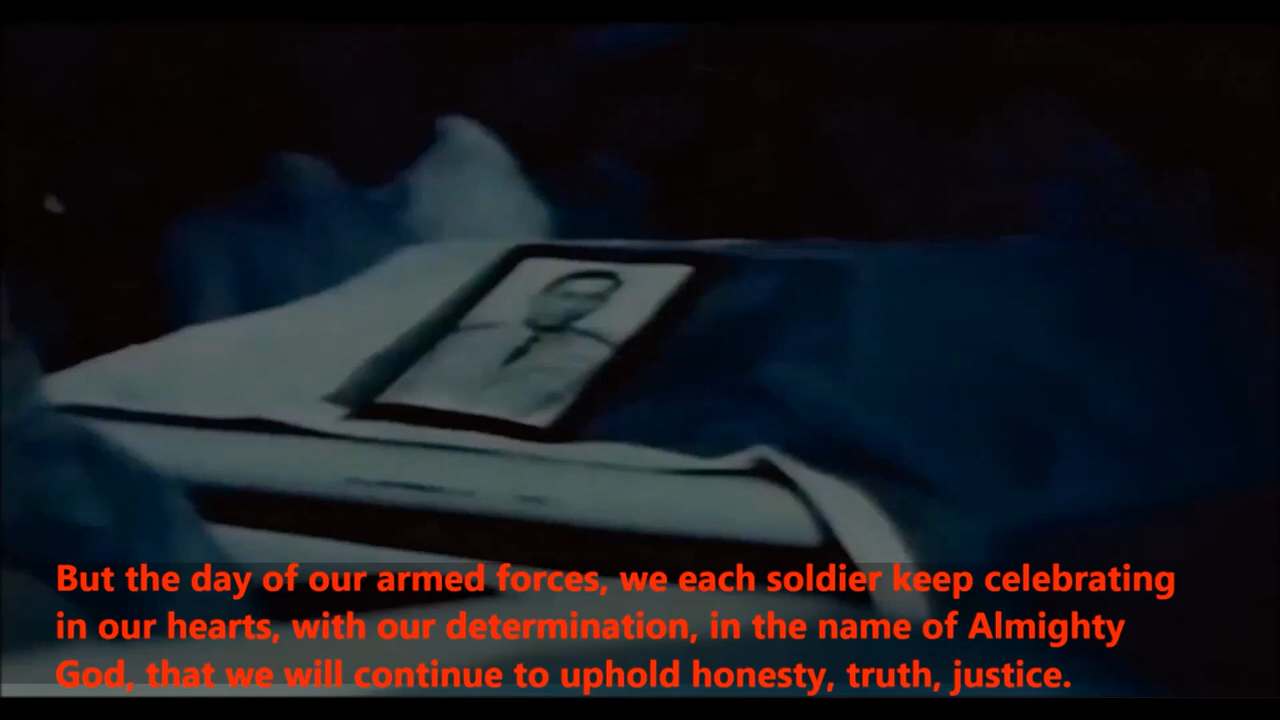 But the day of our armed forces, we each soldier keep celebrating
in our hearts, with our determination, in the name of Almighty
God, that we will continue to uphold honesty, truth, justice.